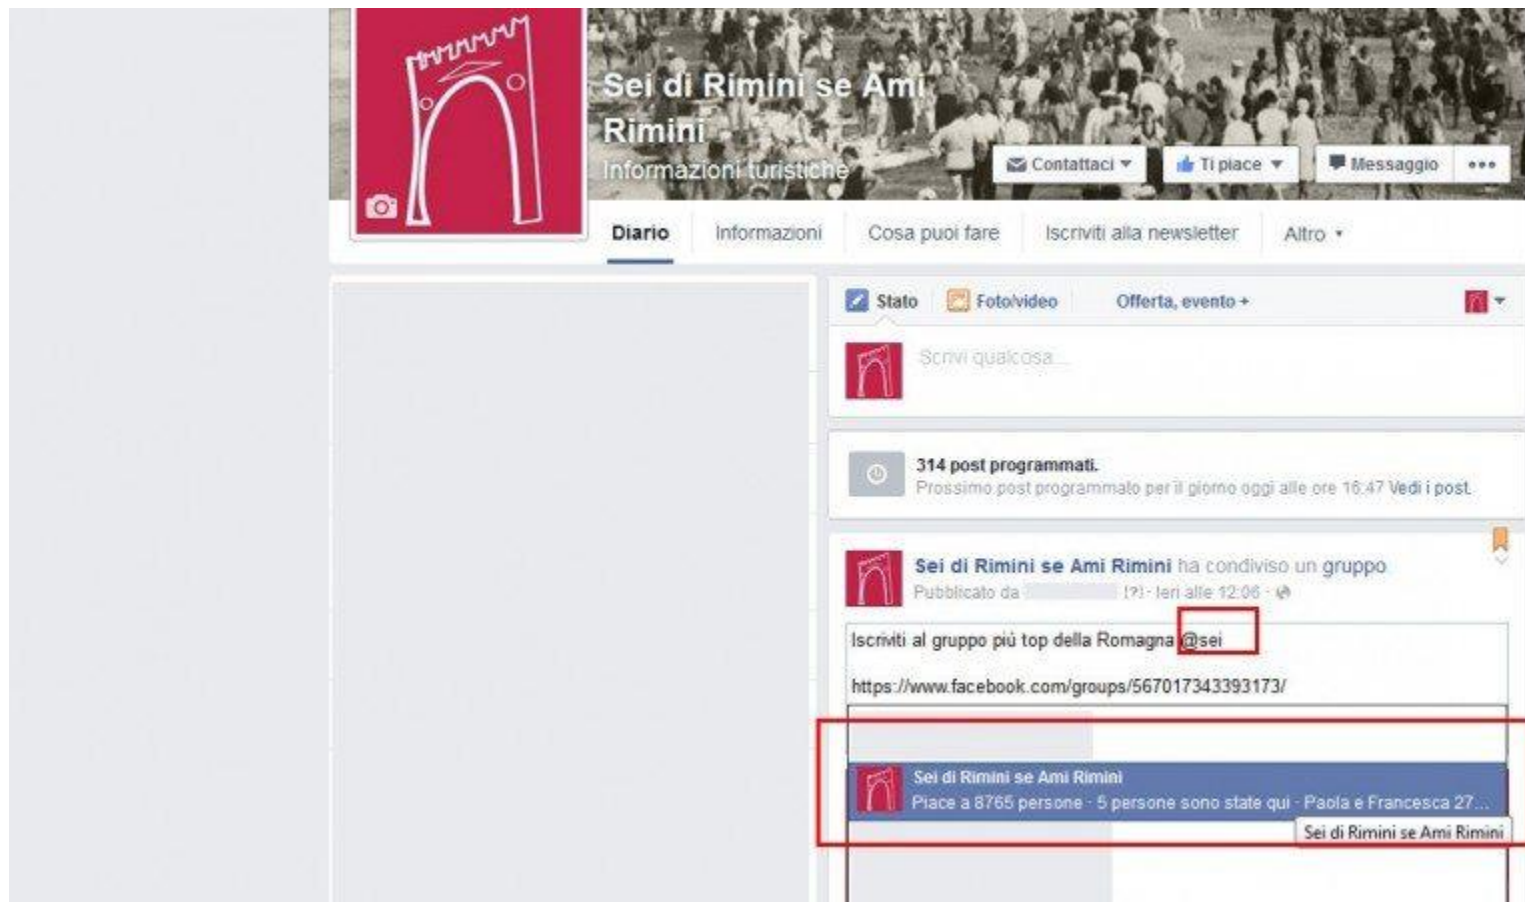 Sei di Rimini se Ami
Rimini
Informazioni turistiche
Contattaci
Ti piace
Messaggio
Diario
Informazioni
Cosa puoi fare
Iscriviti alla newsletter
Altro
Stato
Foto/video
Offerta, evento +
Scrivi qualcosa...
314 post programmati.
Prossimo post programmato per il giorno oggi alle ore 16:47 Vedi i post.
Sei di Rimini se Ami Rimini ha condiviso un gruppo
Pubblicato da [?] · Ieri alle 12:06 ·
Iscriviti al gruppo più top della Romagna @sei
https://www.facebook.com/groups/567017343393173/
Sei di Rimini se Ami Rimini
Piace a 8765 persone · 5 persone sono state qui · Paola e Francesca 27...
Sei di Rimini se Ami Rimini